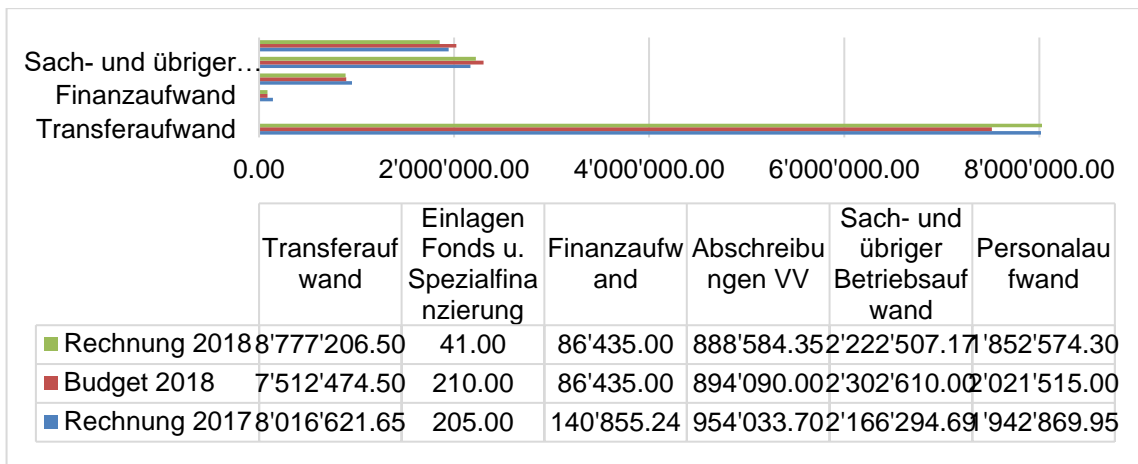 Sach- und übriger…
Finanzaufwand
Transferaufwand
0.00 2'000'000.00 4'000'000.00 6'000'000.00 8'000'000.00
Transferauf
wand
Einlagen
Fonds u.
Spezialfina
nzierung
Finanzaufw
and
Abschreibu
ngen VV
Sach- und
übriger
Betriebsauf
wand
Personalau
fwand
Rechnung 2018 8'777'206.50 41.00 86'435.00 888'584.35 2'222'507.17 1'852'574.30
Budget 2018 7'512'474.50 210.00 86'435.00 894'090.00 2'302'610.00 2'021'515.00
Rechnung 2017 8'016'621.65 205.00 140'855.24 954'033.70 2'166'294.69 1'942'869.95